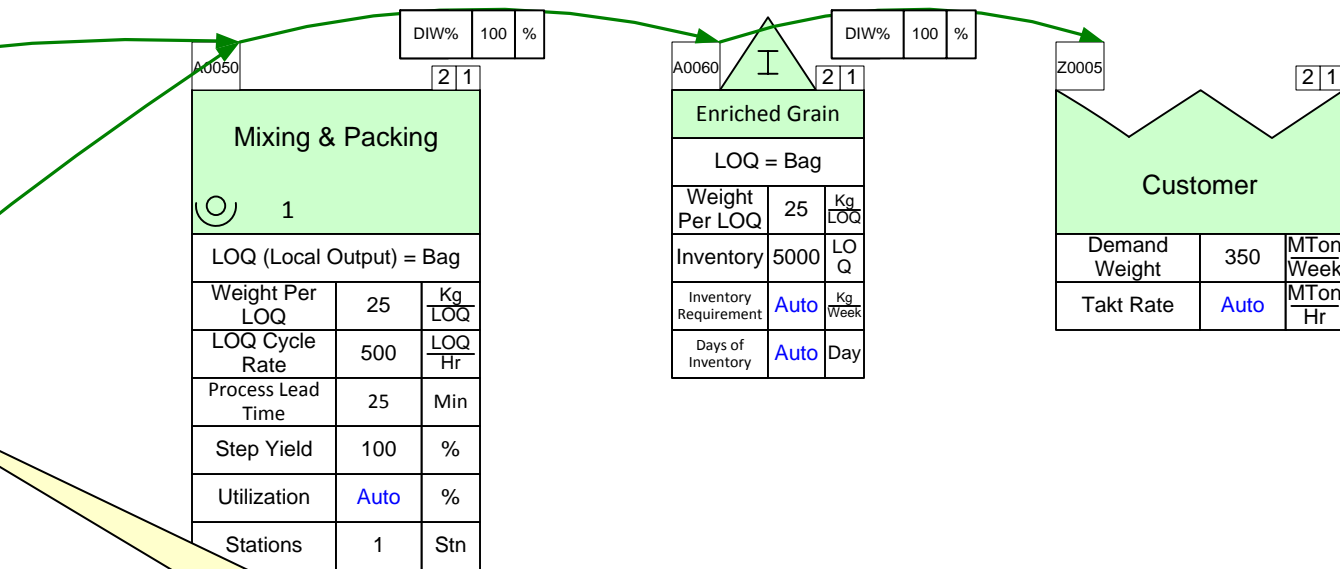 DIW% 100 %
DIW% 100 %
A0050
2 1
Mixing & Packing
1
LOQ (Local Output) = Bag
Weight Per
LOQ
25
Kg
LOQ
LOQ Cycle
Rate
500
LOQ
Hr
Process Lead
Time
25
Min
Step Yield
100
%
Utilization
Auto
%
Stations
1
Stn
A0060
I
2 1
Enriched Grain
LOQ = Bag
Weight
Per LOQ
25
Kg
LOQ
Inventory
5000
LO
Q
Inventory
Requirement
Auto
Kg
Week
Days of
Inventory
Auto
Day
Z0005
2 1
Customer
Demand
Weight
350
MTon
Week
Takt Rate
Auto
MTon
Hr